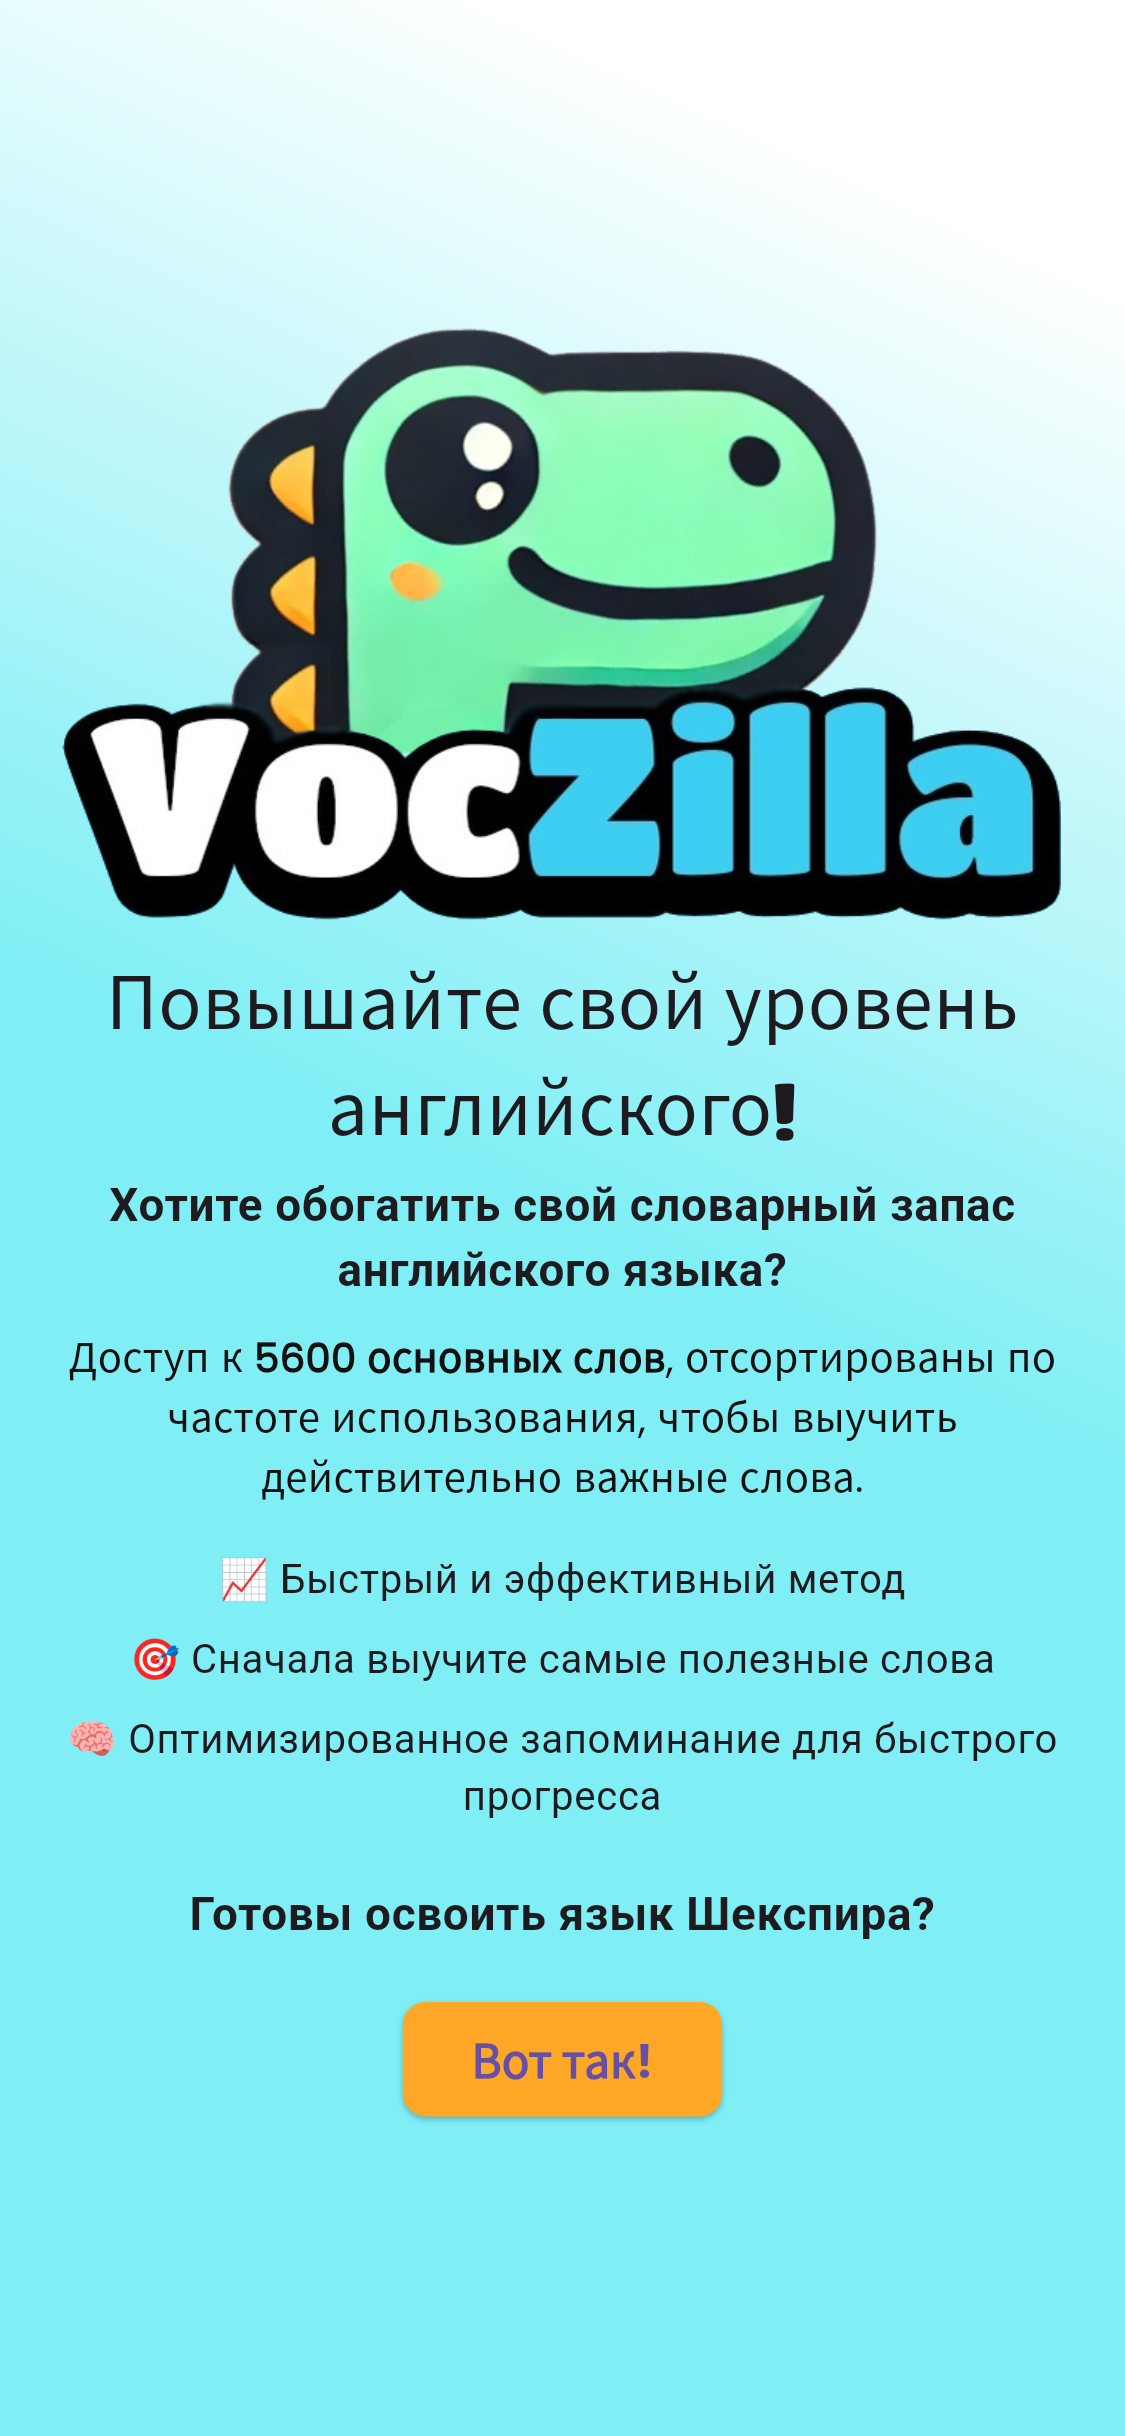 VocZilla
Повышайте свой уровень
английского!
Хотите обогатить свой словарный запас
английского языка?
Доступ к 5600 основных слов, отсортированы по
частоте использования, чтобы выучить
действительно важные слова.
📈 Быстрый и эффективный метод
🎯 Сначала выучите самые полезные слова
🧠 Оптимизированное запоминание для быстрого
прогресса
Готовы освоить язык Шекспира?
Вот так!